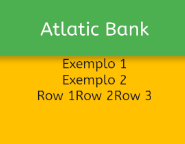 Atlatic Bank
Exemplo 1
Exemplo 2
Row 1Row 2Row 3